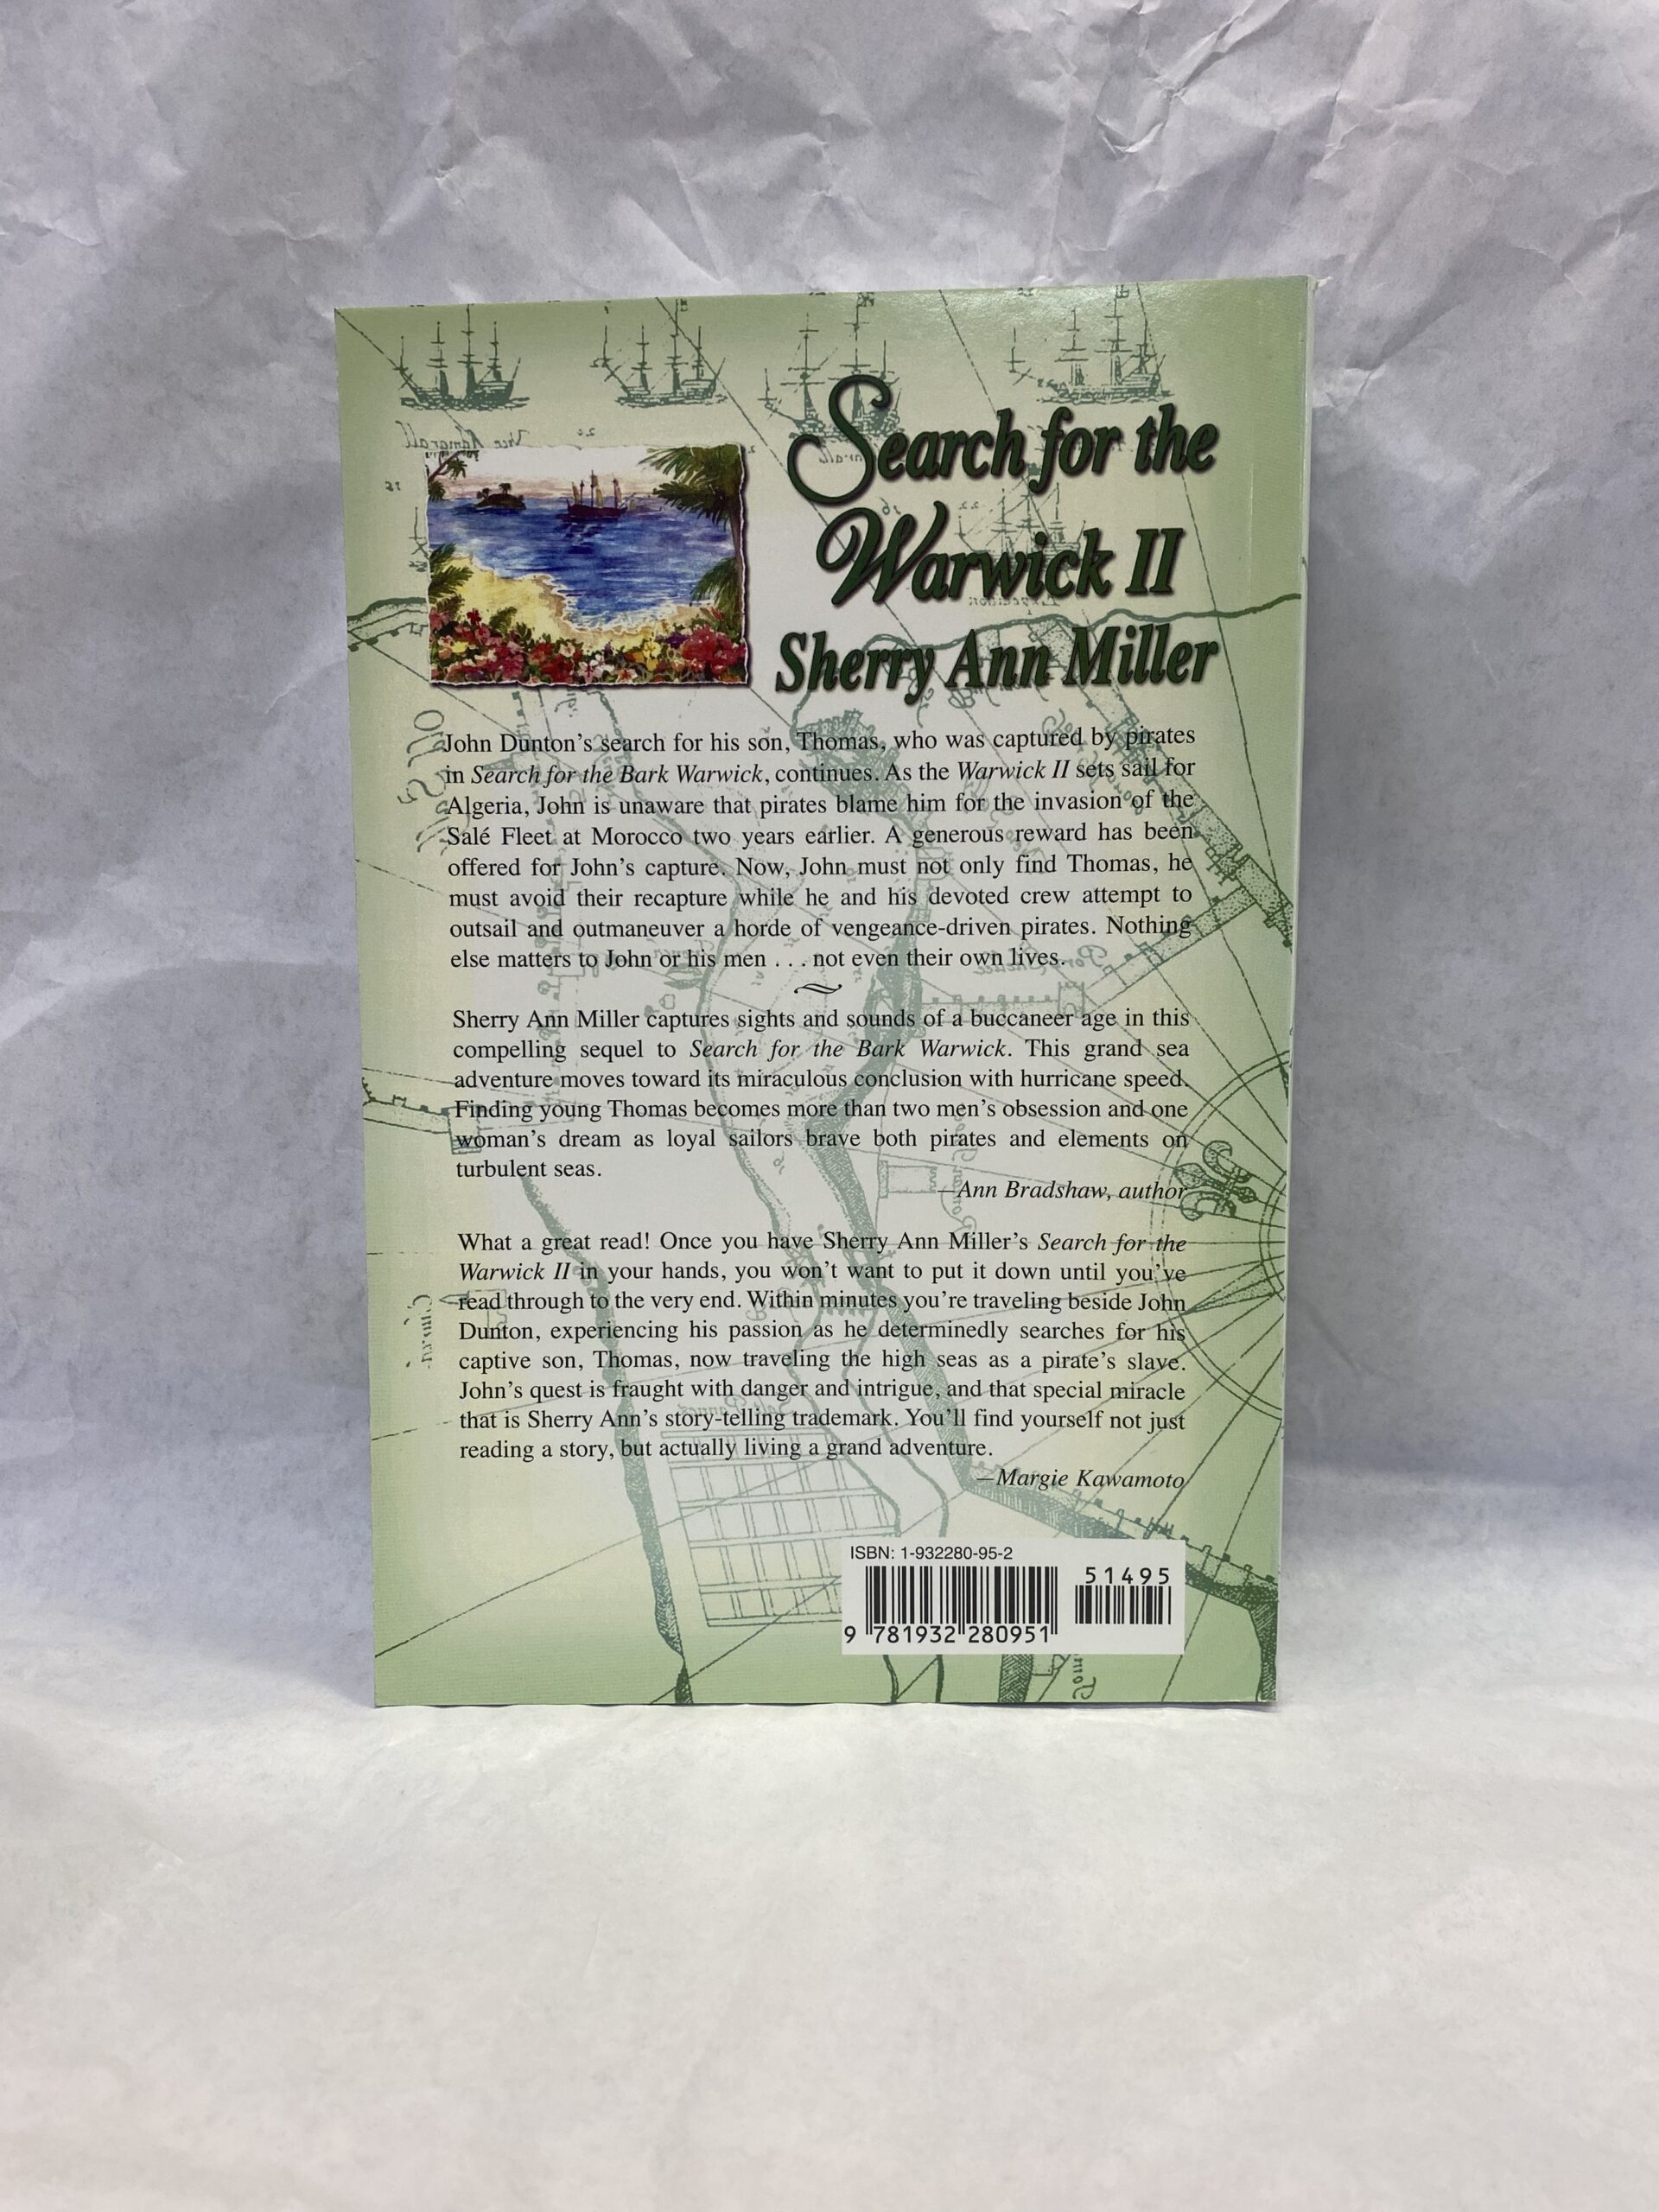 Search for the
Warwick II
Sherry Ann Miller
John Dunton's search for his son, Thomas, who was captured by pirates
in Search for the Bark Warwick, continues. As the Warwick II sets sail for
Algeria, John is unaware that pirates blame him for the invasion of the
Salé Fleet at Morocco two years earlier. A generous reward has been
offered for John's capture. Now, John must not only find Thomas, he
must avoid their recapture while he and his devoted crew attempt to
outsail and outmaneuver a horde of vengeance-driven pirates. Nothing
else matters to John or his men . . . not even their own lives.
Sherry Ann Miller captures sights and sounds of a buccaneer age in this
compelling sequel to Search for the Bark Warwick. This grand sea
adventure moves toward its miraculous conclusion with hurricane speed.
Finding young Thomas becomes more than two men's obsession and one
woman's dream as loyal sailors brave both pirates and elements on
turbulent seas.
—Ann Bradshaw, author
What a great read! Once you have Sherry Ann Miller's Search for the
Warwick II in your hands, you won't want to put it down until you've
read through to the very end. Within minutes you're traveling beside John
Dunton, experiencing his passion as he determinedly searches for his
captive son, Thomas, now traveling the high seas as a pirate's slave.
John's quest is fraught with danger and intrigue, and that special miracle
that is Sherry Ann's story-telling trademark. You'll find yourself not just
reading a story, but actually living a grand adventure.
—Margie Kawamoto
ISBN: 1-932280-95-2
51495
9 781932 280951